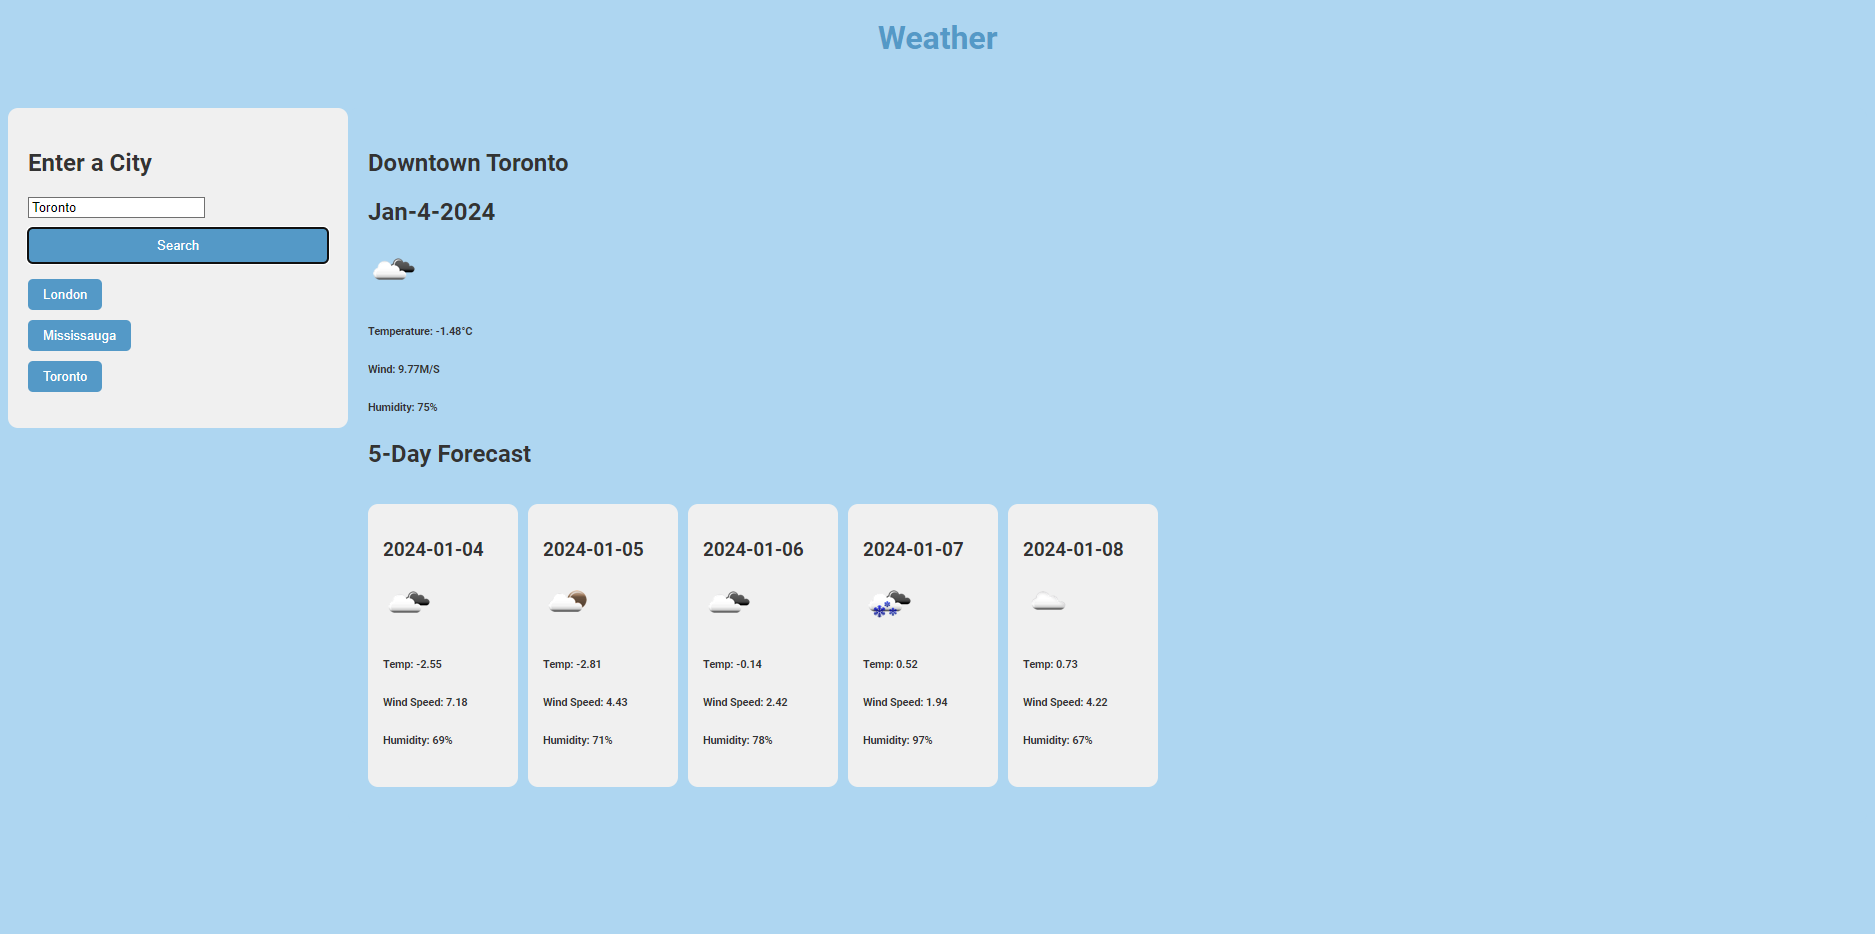 Weather
Enter a City
Toronto
Search
London
Mississauga
Toronto
Downtown Toronto
Jan-4-2024
Temperature: -1.48°C
Wind: 9.77M/S
Humidity: 75%
5-Day Forecast
2024-01-04
Temp: -2.55
Wind Speed: 7.18
Humidity: 69%
2024-01-05
Temp: -2.81
Wind Speed: 4.43
Humidity: 71%
2024-01-06
Temp: -0.14
Wind Speed: 2.42
Humidity: 78%
2024-01-07
Temp: 0.52
Wind Speed: 1.94
Humidity: 97%
2024-01-08
Temp: 0.73
Wind Speed: 4.22
Humidity: 67%